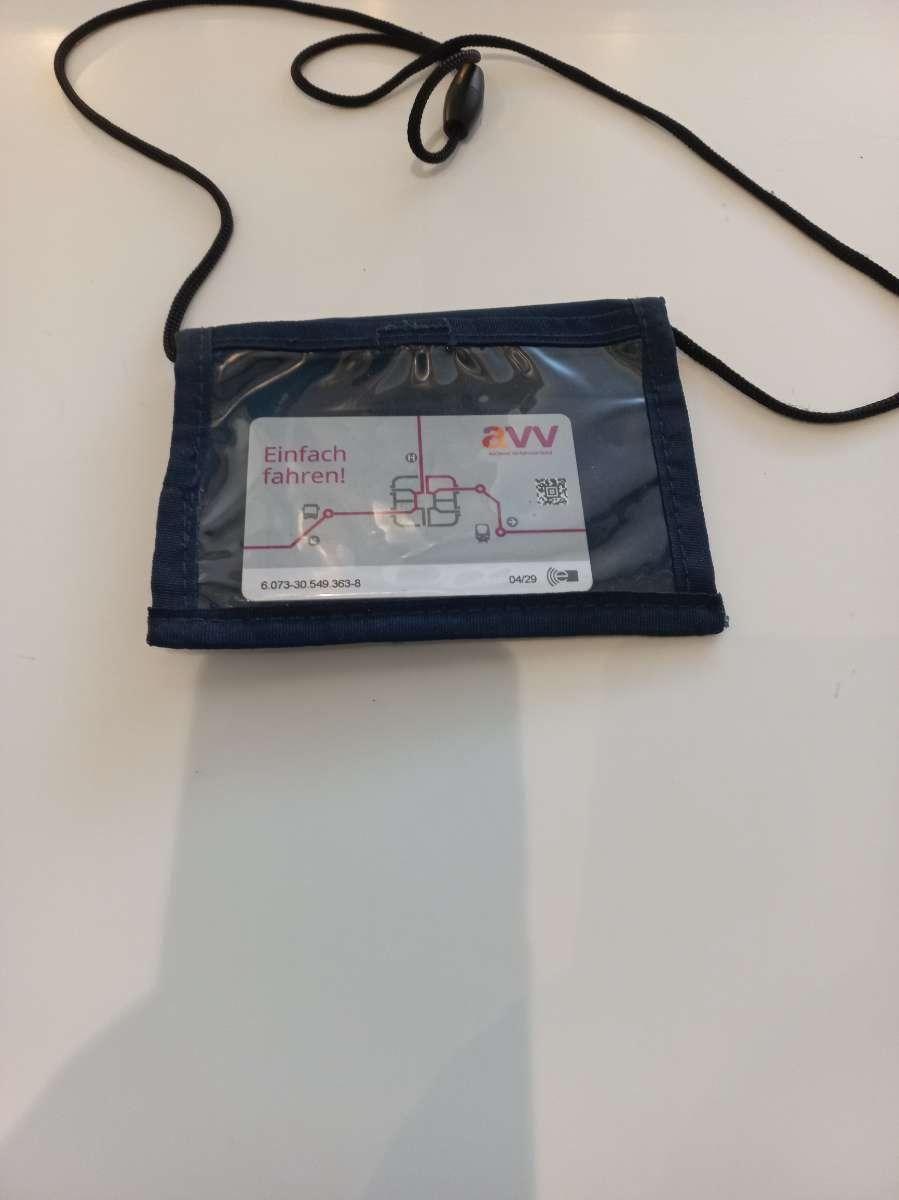 Einfach
fahren!
avv
H
6.073-30.549.363-8
04/29
e